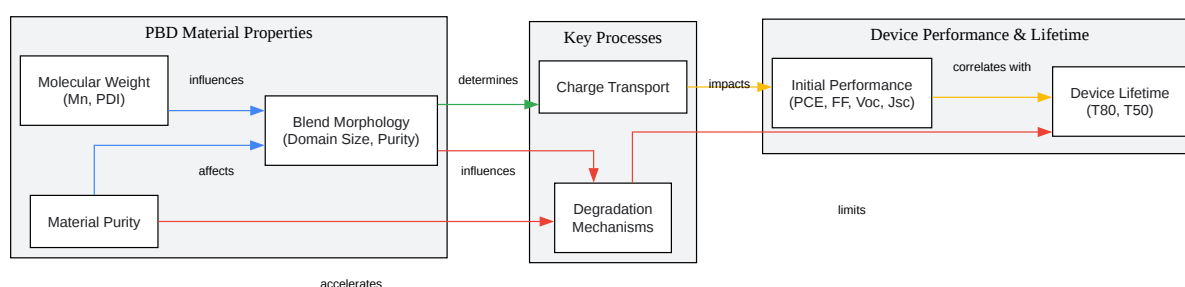 PBD Material Properties
Molecular Weight
(Mn, PDI)
influences
Blend Morphology
(Domain Size, Purity)
affects
Material Purity
accelerates
determines
influences
Key Processes
Charge Transport
Degradation
Mechanisms
impacts
Device Performance & Lifetime
Initial Performance
(PCE, FF, Voc, Jsc)
correlates with
Device Lifetime
(T80, T50)
limits